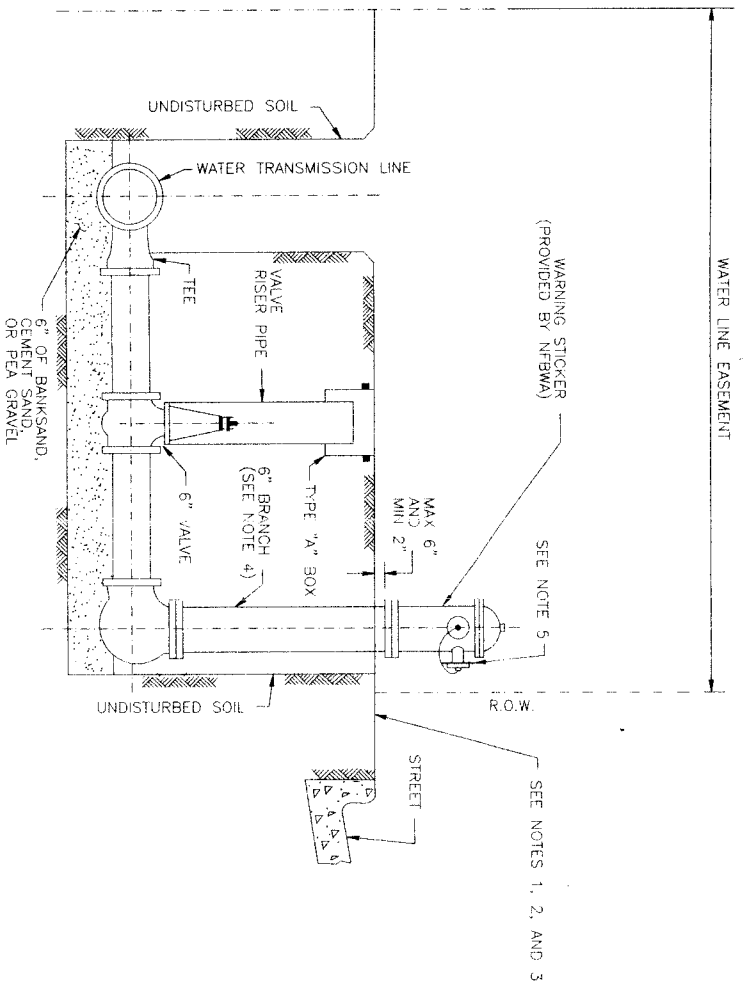 WATER LINE EASEMENT
UNDISTURBED SOIL
WATER TRANSMISSION LINE
WARNING STICKER
(PROVIDED BY NFBWA)
TEE
VALVE
RISER PIPE
MAX 6"
AND
MIN 2"
SEE NOTE 5
R.O.W.
6" OF BANKSAND,
CEMENT SAND,
OR PEA GRAVEL
6" VALVE
TYPE "A" BOX
6" BRANCH
(SEE NOTE 4)
UNDISTURBED SOIL
STREET
SEE NOTES 1, 2, AND 3